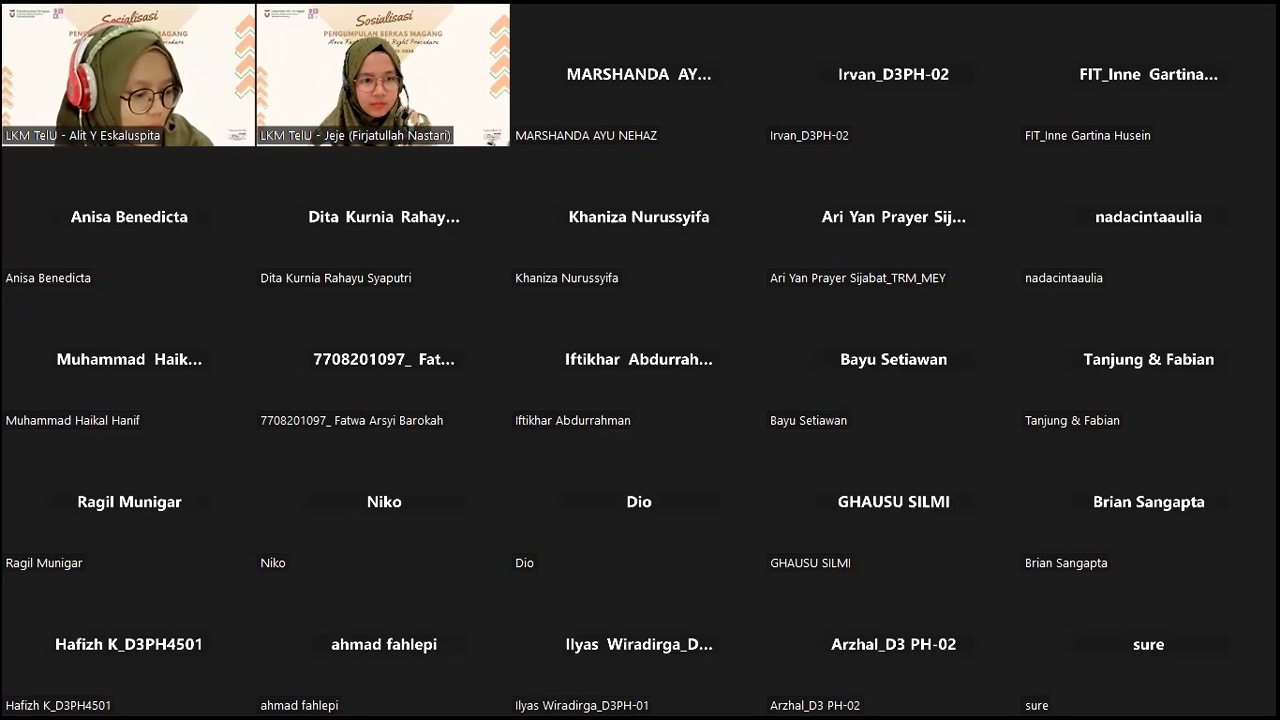 Sosialisasi
Sosialisasi
PENGUMPULAN BERKAS MAGANG
LKM TelU - Alit Y Eskaluspita
LKM TelU - Jeje (Firjatullah Nastari)
MARSHANDA AY...
Irvan_D3PH-02
FIT_Inne Gartina...
MARSHANDA AYU NEHAZ
Irvan_D3PH-02
FIT_Inne Gartina Husein
Anisa Benedicta
Dita Kurnia Rahay...
Khaniza Nurussyifa
Ari Yan Prayer Sij...
nadacintaaulia
Anisa Benedicta
Dita Kurnia Rahayu Syaputri
Khaniza Nurussyifa
Ari Yan Prayer Sijabat_TRM_MEY
nadacintaaulia
Muhammad Haik...
7708201097_ Fat...
Iftikhar Abdurrah...
Bayu Setiawan
Tanjung & Fabian
Muhammad Haikal Hanif
7708201097_ Fatwa Arsyi Barokah
Iftikhar Abdurrahman
Bayu Setiawan
Tanjung & Fabian
Ragil Munigar
Niko
Dio
GHAUSU SILMI
Brian Sangapta
Ragil Munigar
Niko
Dio
GHAUSU SILMI
Brian Sangapta
Hafizh K_D3PH4501
ahmad fahlepi
Ilyas Wiradirga_D...
Arzhal_D3 PH-02
sure
Hafizh K_D3PH4501
ahmad fahlepi
Ilyas Wiradirga_D3PH-01
Arzhal_D3 PH-02
sure